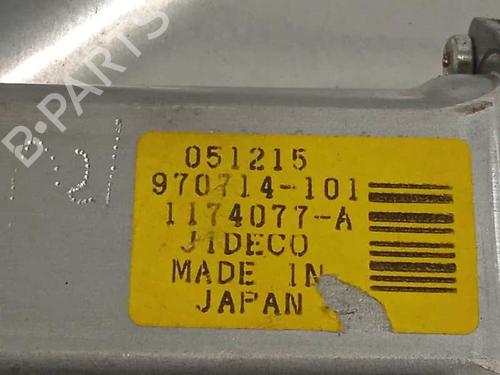 B-PARTS
051215
970714-101
1174077-A
JIDECO
MADE IN
JAPAN